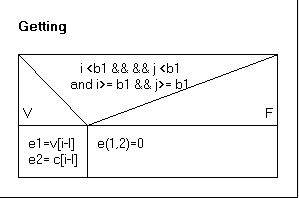 Getting
i <b1 && && j <b1
and i>= b1 && j>= b1
V
F
e1=v[i-l]
e(1,2)=0
e2= c[i-l]